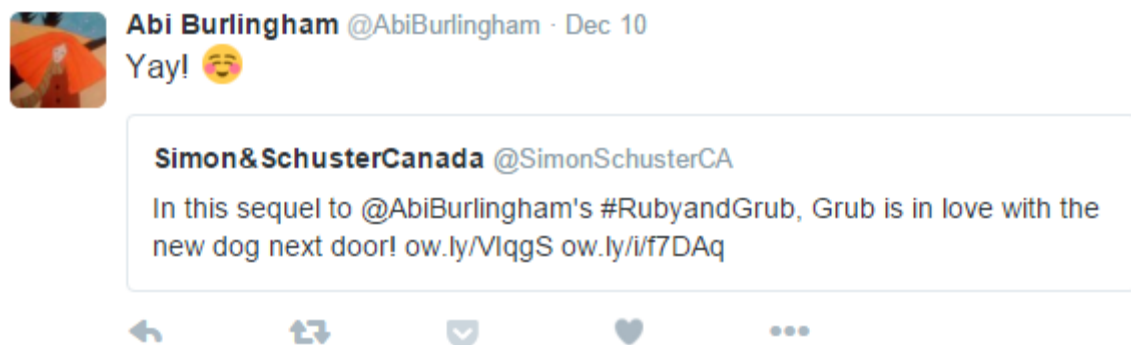 Abi Burlingham @AbiBurlingham · Dec 10
Yay! ☺️
Simon&SchusterCanada @SimonSchusterCA
In this sequel to @AbiBurlingham's #RubyandGrub, Grub is in love with the
new dog next door! ow.ly/VIqgS ow.ly/i/f7DAq